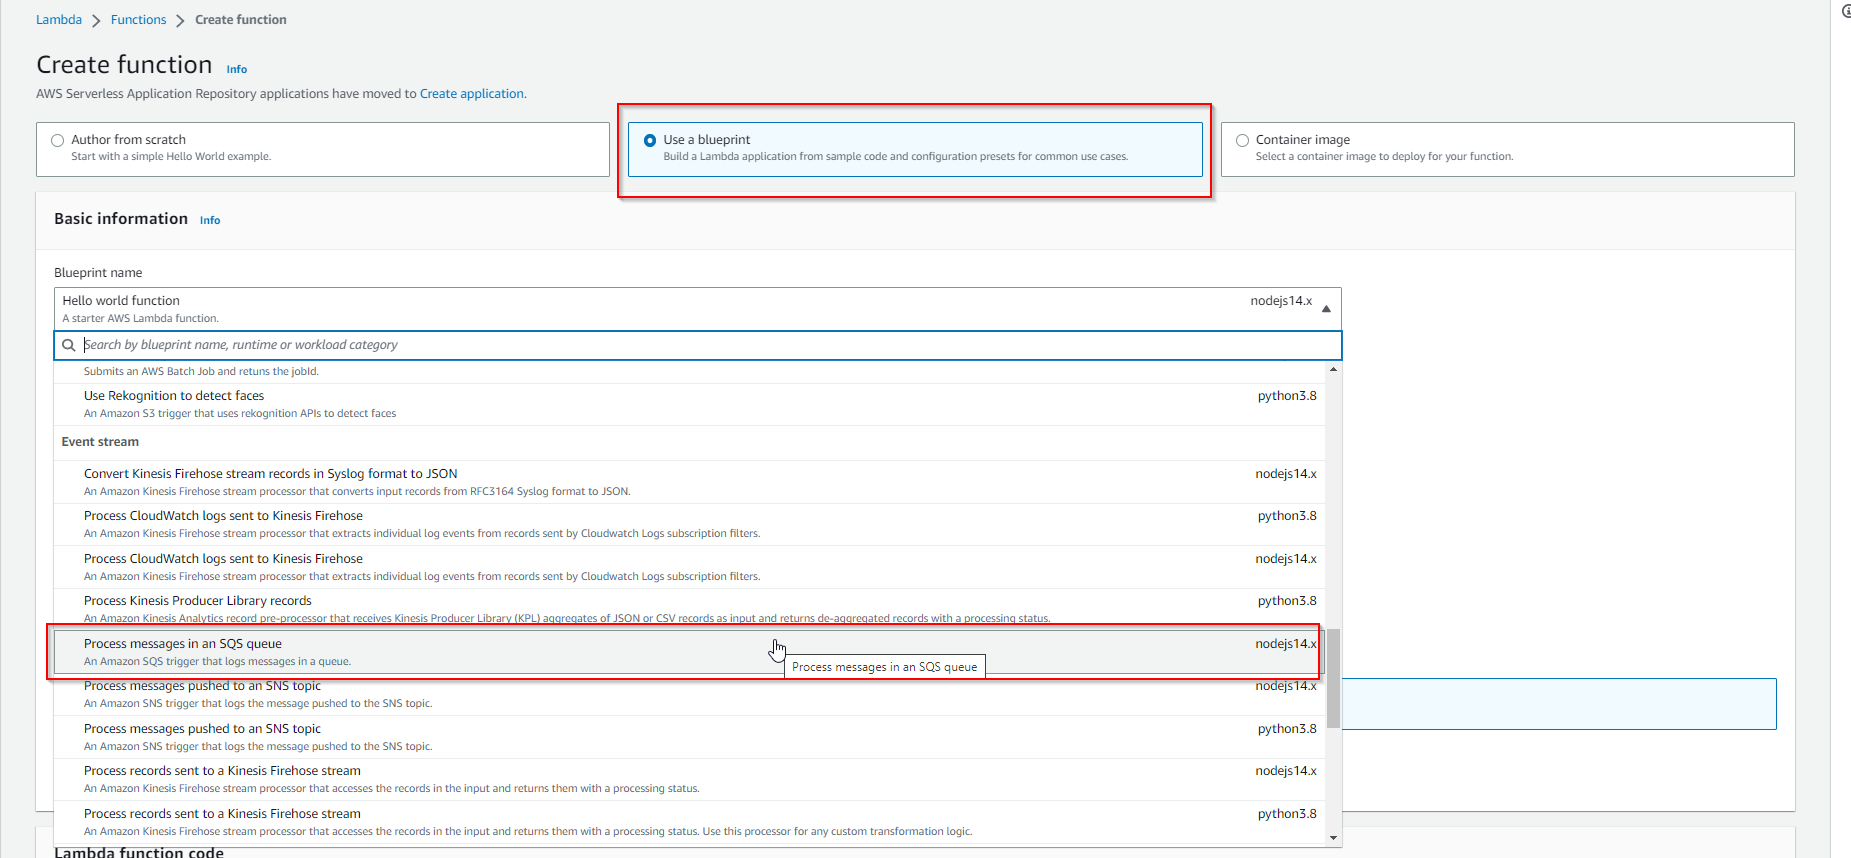 Lambda > Functions > Create function
Create function Info
AWS Serverless Application Repository applications have moved to Create application.
Author from scratch
Start with a simple Hello World example.
Use a blueprint
Build a Lambda application from sample code and configuration presets for common use cases.
Container image
Select a container image to deploy for your function.
Basic information Info
Blueprint name
Hello world function nodejs14.x
A starter AWS Lambda function.
Search by blueprint name, runtime or workload category
Submits an AWS Batch Job and retuns the jobId.
Use Rekognition to detect faces python3.8
An Amazon S3 trigger that uses rekognition APIs to detect faces
Event stream
Convert Kinesis Firehose stream records in Syslog format to JSON nodejs14.x
An Amazon Kinesis Firehose stream processor that converts input records from RFC3164 Syslog format to JSON.
Process CloudWatch logs sent to Kinesis Firehose python3.8
An Amazon Kinesis Firehose stream processor that extracts individual log events from records sent by Cloudwatch Logs subscription filters.
Process CloudWatch logs sent to Kinesis Firehose nodejs14.x
An Amazon Kinesis Firehose stream processor that extracts individual log events from records sent by Cloudwatch Logs subscription filters.
Process Kinesis Producer Library records python3.8
An Amazon Kinesis Analytics record pre-processor that receives Kinesis Producer Library (KPL) aggregates of JSON or CSV records as input and returns de-aggregated records with a processing status.
Process messages in an SQS queue nodejs14.x
An Amazon SQS trigger that logs messages in a queue.
Process messages in an SQS queue
Process messages pushed to an SNS topic nodejs14.x
An Amazon SNS trigger that logs the message pushed to the SNS topic.
Process messages pushed to an SNS topic python3.8
An Amazon SNS trigger that logs the message pushed to the SNS topic.
Process records sent to a Kinesis Firehose stream nodejs14.x
An Amazon Kinesis Firehose stream processor that accesses the records in the input and returns them with a processing status.
Process records sent to a Kinesis Firehose stream python3.8
An Amazon Kinesis Firehose stream processor that accesses the records in the input and returns them with a processing status. Use this processor for any custom transformation logic.
Lambda function code